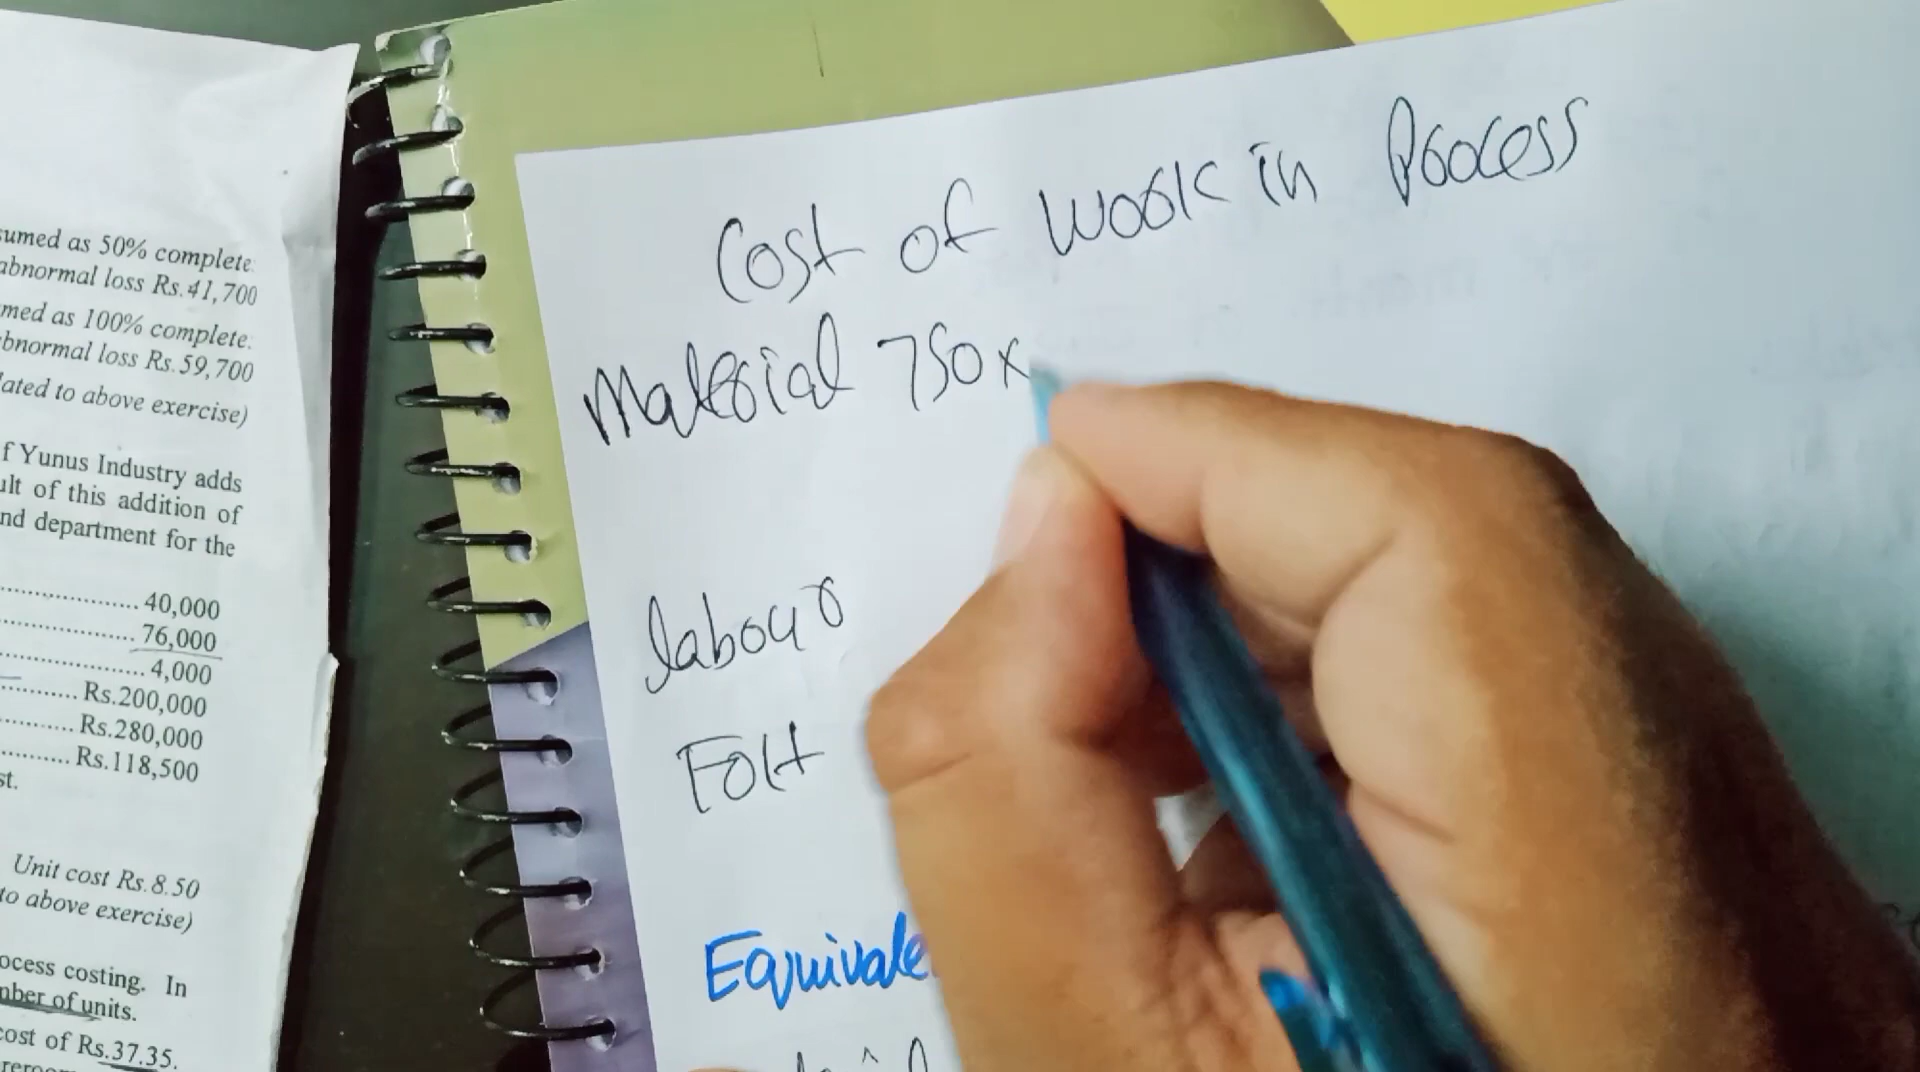 sumed as 50% complete.
abnormal loss Rs.41,700
med as 100% complete.
bnormal loss Rs.59,700
lated to above exercise)
f Yunus Industry adds
ult of this addition of
nd department for the
40,000
76,000
4,000
Rs.200,000
Rs.280,000
Rs.118,500
st.
Unit cost Rs.8.50
to above exercise)
ocess costing. In
mber of units.
cost of Rs.37.35.
Cost of work in Process
Material 750x
labour
FOH
Equivale